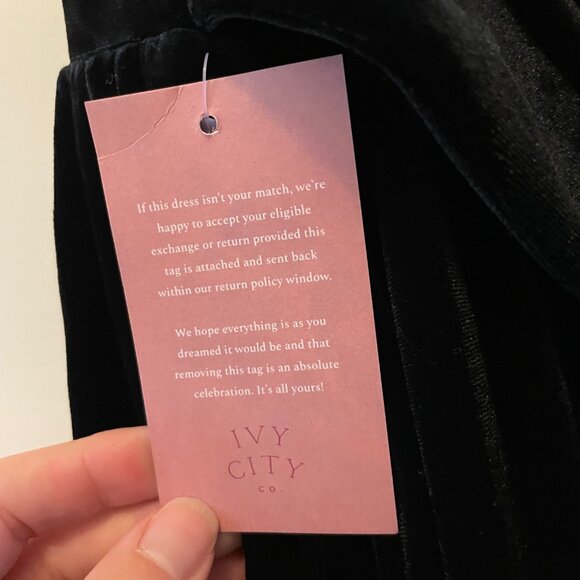 If this dress isn't your match, we're
happy to accept your eligible
exchange or return provided this
tag is attached and sent back
within our return policy window.
We hope everything is as you
dreamed it would be and that
removing this tag is an absolute
celebration. It's all yours!
IVY
CITY
CO.